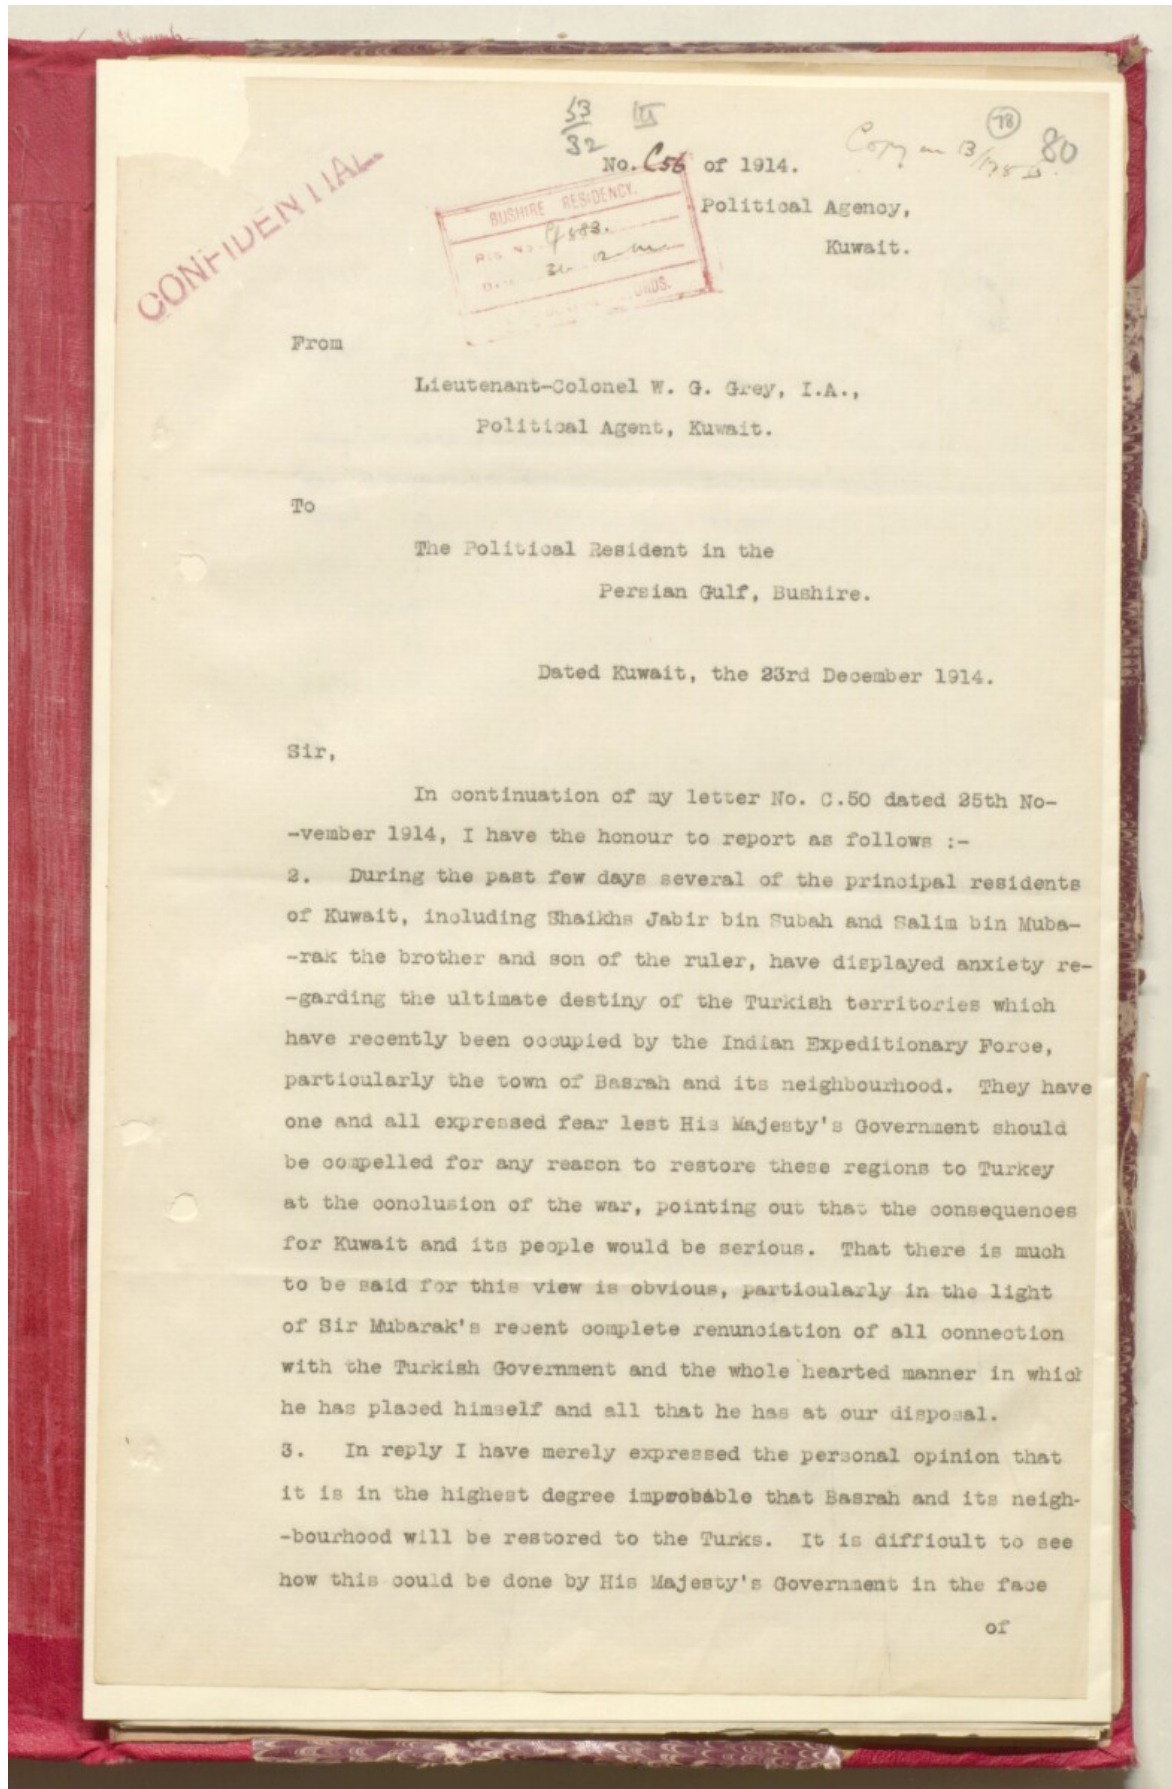 53 III
32
78
80
Copy on 13/
No. C56 of 1914.
CONFIDENTIAL
BUSHIRE RESIDENCY.
Political Agency,
Kuwait.
From
Lieutenant-Colonel W. G. Grey, I.A.,
Political Agent, Kuwait.
To
The Political Resident in the
Persian Gulf, Bushire.
Dated Kuwait, the 23rd December 1914.
Sir,
In continuation of my letter No. C.50 dated 25th No-
-vember 1914, I have the honour to report as follows :-
2. During the past few days several of the principal residents
of Kuwait, including Shaikhs Jabir bin Subah and Salim bin Muba-
-rak the brother and son of the ruler, have displayed anxiety re-
-garding the ultimate destiny of the Turkish territories which
have recently been occupied by the Indian Expeditionary Force,
particularly the town of Basrah and its neighbourhood. They have
one and all expressed fear lest His Majesty's Government should
be compelled for any reason to restore these regions to Turkey
at the conclusion of the war, pointing out that the consequences
for Kuwait and its people would be serious. That there is much
to be said for this view is obvious, particularly in the light
of Sir Mubarak's recent complete renunciation of all connection
with the Turkish Government and the whole hearted manner in which
he has placed himself and all that he has at our disposal.
3. In reply I have merely expressed the personal opinion that
it is in the highest degree improbable that Basrah and its neigh-
-bourhood will be restored to the Turks. It is difficult to see
how this could be done by His Majesty's Government in the face
of